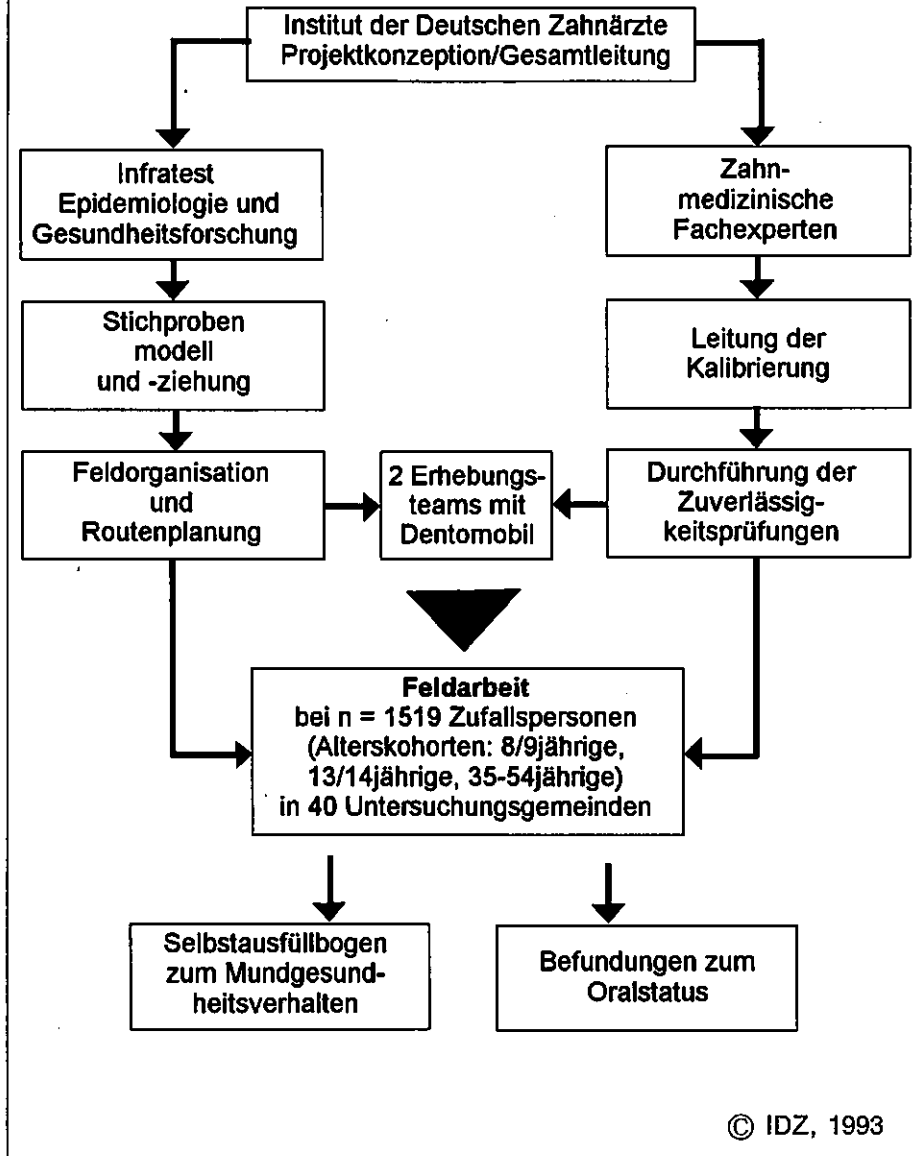 Institut der Deutschen Zahnärzte
Projektkonzeption/Gesamtleitung
Infratest
Epidemiologie und
Gesundheitsforschung
Zahn-
medizinische
Fachexperten
Stichproben
modell
und -ziehung
Leitung der
Kalibrierung
Feldorganisation
und
Routenplanung
2 Erhebungs-
teams mit
Dentomobil
Durchführung der
Zuverlässig-
keitsprüfungen
Feldarbeit
bei n = 1519 Zufallspersonen
(Alterskohorten: 8/9jährige,
13/14jährige, 35-54jährige)
in 40 Untersuchungsgemeinden
Selbstausfüllbogen
zum Mundgesund-
heitsverhalten
Befundungen zum
Oralstatus
© IDZ, 1993